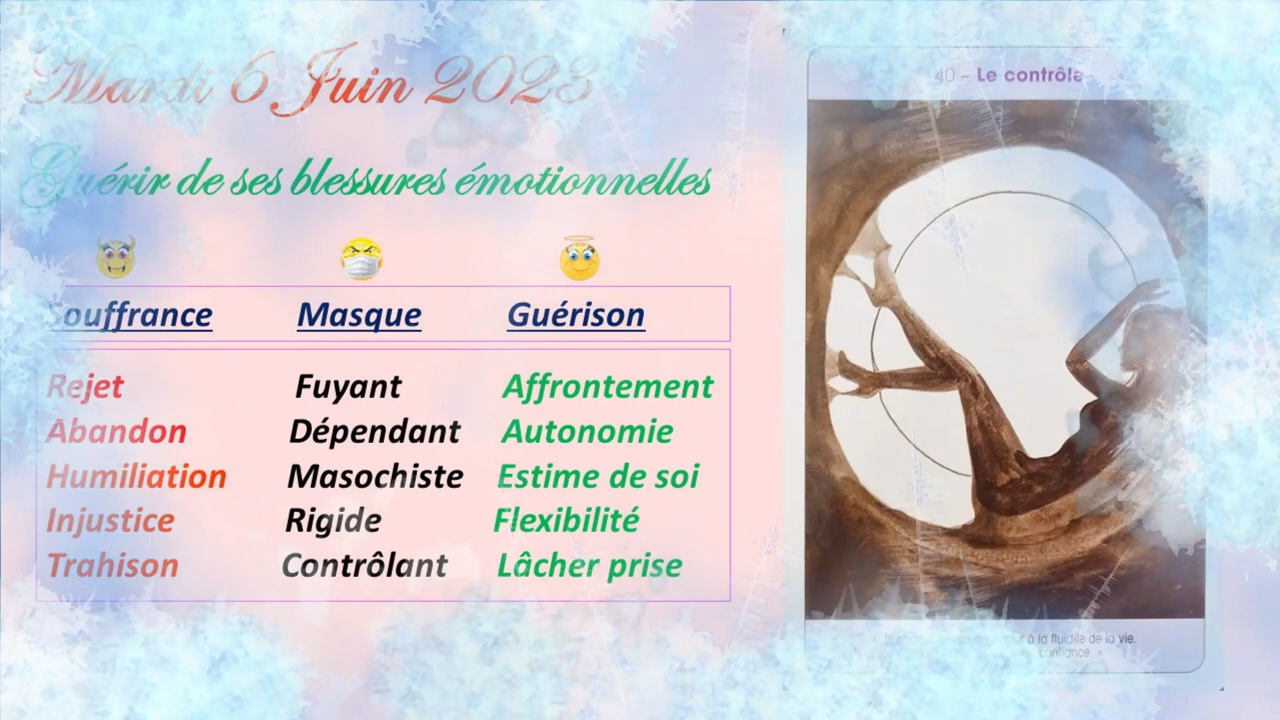 Mardi 6 Juin 2023
Guérir de ses blessures émotionnelles
Souffrance Masque Guérison
Rejet Fuyant Affrontement
Abandon Dépendant Autonomie
Humiliation Masochiste Estime de soi
Injustice Rigide Flexibilité
Trahison Contrôlant Lâcher prise
40 – Le contrôle
à la fluidité de la vie.
confiance. »